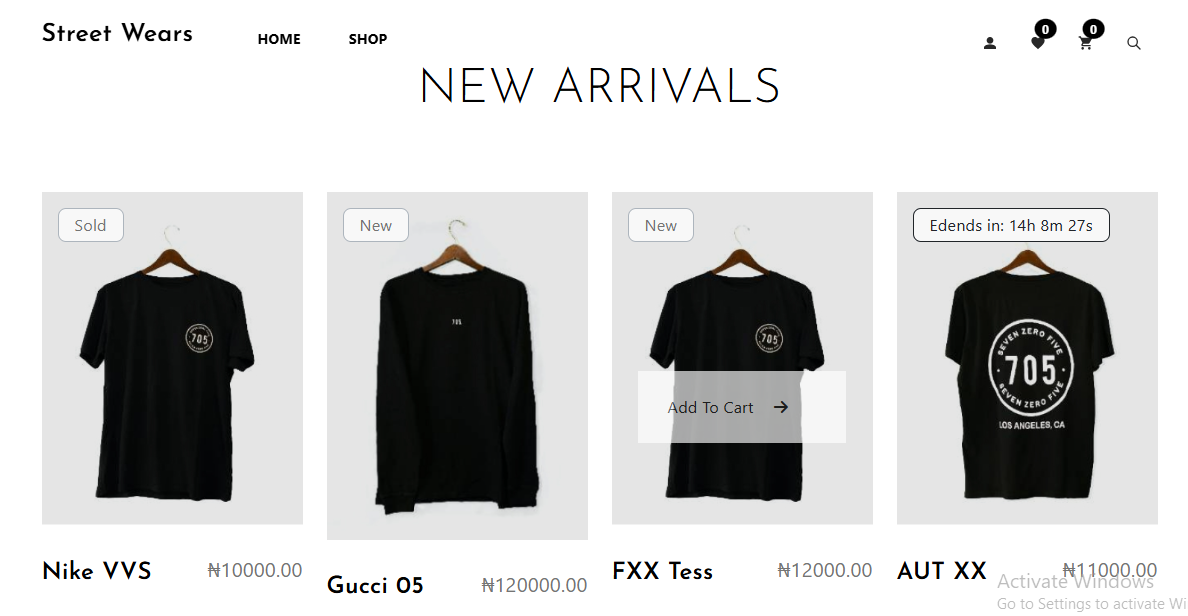 Street Wears
HOME
SHOP
0
0
NEW ARRIVALS
Sold
New
New
Edends in: 14h 8m 27s
SEVEN ZERO FIVE
705
SEVEN ZERO FIVE
LOS ANGELES, CA
705
705
705
Add To Cart
Nike VVS
₦10000.00
Gucci 05
₦120000.00
FXX Tess
₦12000.00
AUT XX
₦11000.00
Activate Windows
Go to Settings to activate Wi